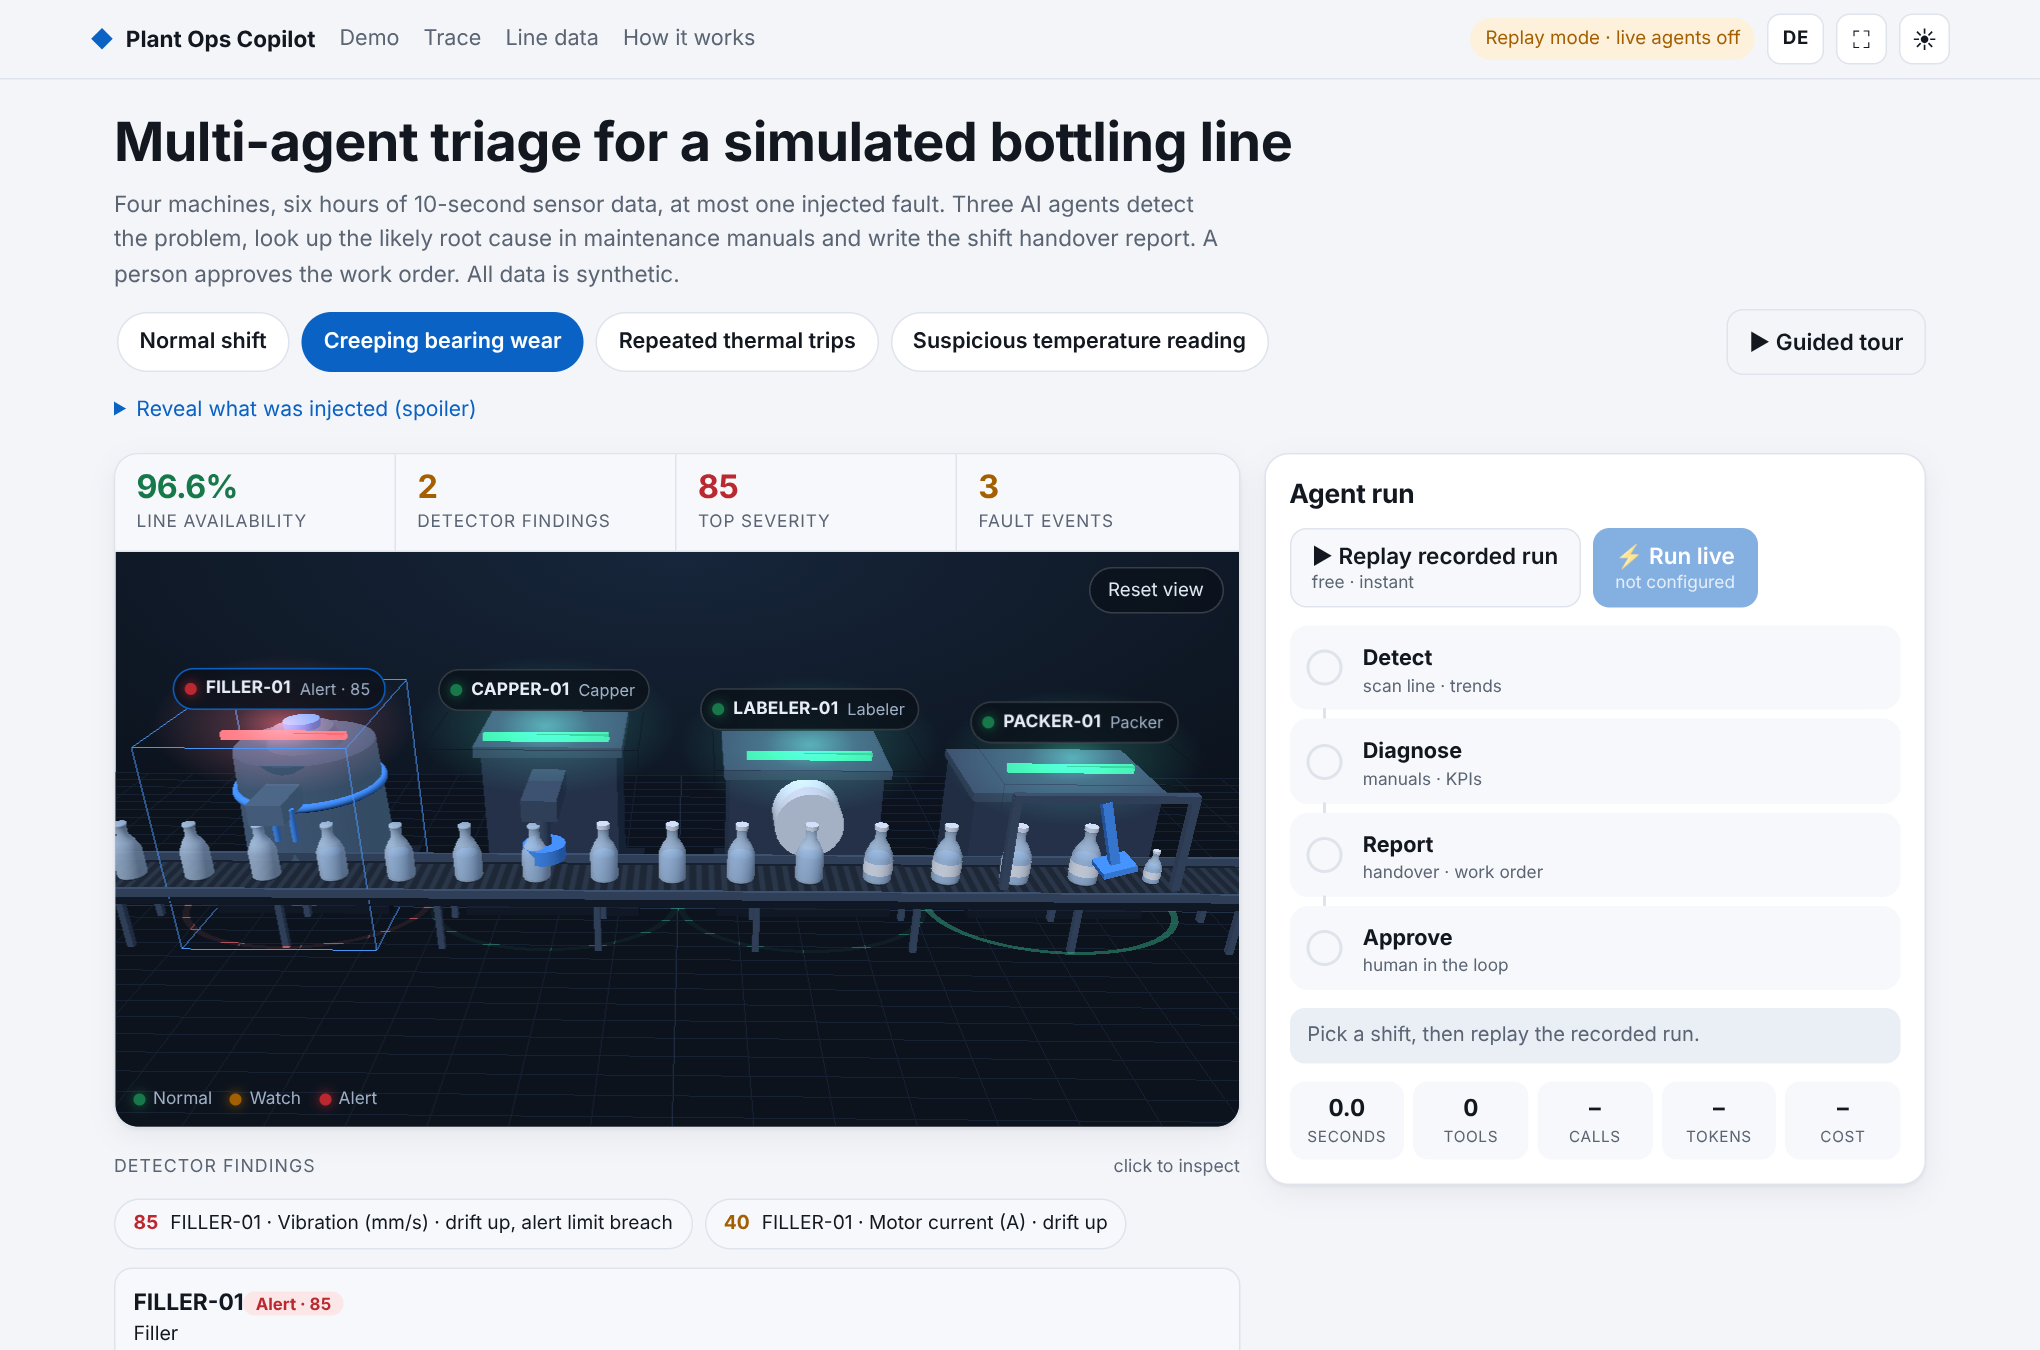 Plant Ops Copilot Demo Trace Line data How it works Replay mode · live agents off DE
Multi-agent triage for a simulated bottling line
Four machines, six hours of 10-second sensor data, at most one injected fault. Three AI agents detect
the problem, look up the likely root cause in maintenance manuals and write the shift handover report. A
person approves the work order. All data is synthetic.
Normal shift Creeping bearing wear Repeated thermal trips Suspicious temperature reading ▶ Guided tour
▶ Reveal what was injected (spoiler)
96.6% 2 85 3
LINE AVAILABILITY DETECTOR FINDINGS TOP SEVERITY FAULT EVENTS
Reset view
FILLER-01 Alert · 85 CAPPER-01 Capper
LABELER-01 Labeler
PACKER-01 Packer
Normal Watch Alert
DETECTOR FINDINGS click to inspect
85 FILLER-01 · Vibration (mm/s) · drift up, alert limit breach 40 FILLER-01 · Motor current (A) · drift up
FILLER-01 Alert · 85
Filler
Agent run
▶ Replay recorded run ⚡ Run live
free · instant not configured
Detect
scan line · trends
Diagnose
manuals · KPIs
Report
handover · work order
Approve
human in the loop
Pick a shift, then replay the recorded run.
0.0 0 – – –
SECONDS TOOLS CALLS TOKENS COST